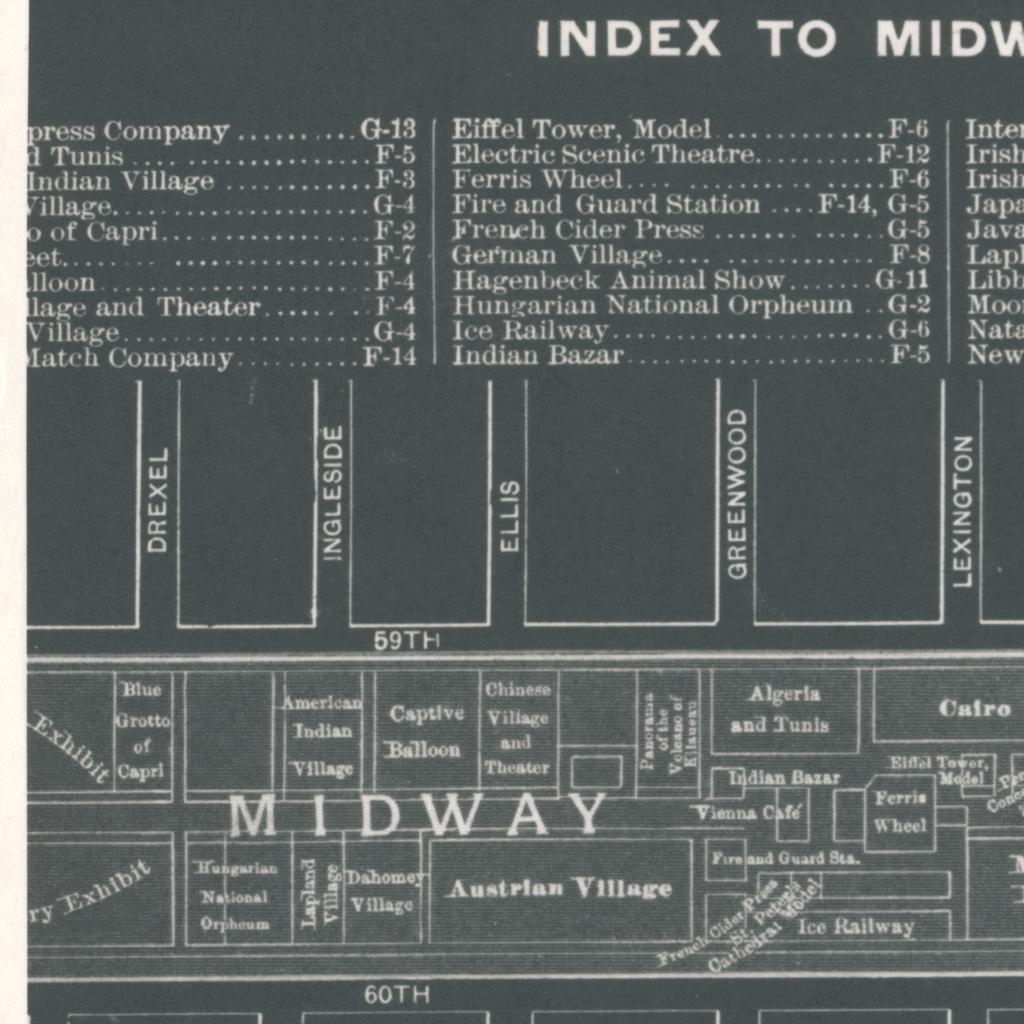 INDEX TO MIDW
press Company .......... G-13
d Tunis .................. F-5
Indian Village ............ F-3
Village. .................. G-4
o of Capri............... F-2
eet. .................. F-7
lloon .................. F-4
llage and Theater........ F-4
Village.................. G-4
Match Company.......... F-14
Eiffel Tower, Model .............. F-6
Electric Scenic Theatre.......... F-12
Ferris Wheel.... .................. F-6
Fire and Guard Station .... F-14, G-5
French Cider Press ...... ...... G-5
German Village.................. F-8
Hagenbeck Animal Show....... G-11
Hungarian National Orpheum .. G-2
Ice Railway..................... G-6
Indian Bazar.................... F-5
Inter
Irish
Irish
Japa
Java
Lapl
Libb
Moo
Nata
New
DREXEL
INGLESIDE
ELLIS
GREENWOOD
LEXINGTON
59TH
Exhibit
Blue
Grotto
of
Capri
American
Indian
Village
Captive
Balloon
Chinese
Village
and
Theater
Panorama
of the
Volcano of
Kilaueau
Algeria
and Tunis
Cairo
Indian Bazar
Eiffel Tower,
Model
MIDWAY
Vienna Café
Ferris
Wheel
ry Exhibit
Hungarian
National
Orpheum
Lapland
Village
Dahomey
Village
Austrian Village
Fire and Guard Sta.
French Cider Press
St. Peter's
Cathedral Model
Ice Railway
60TH